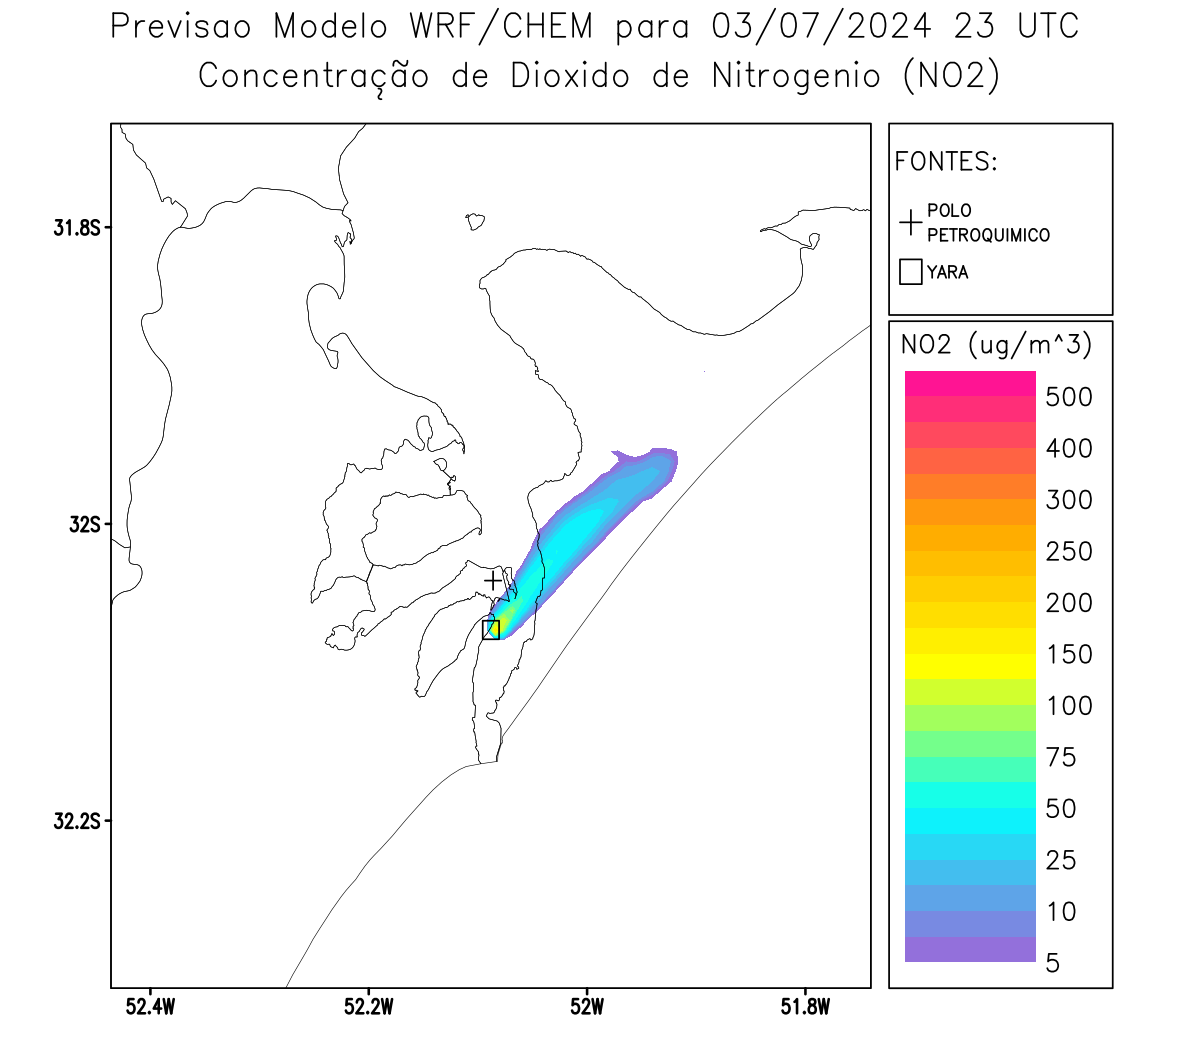 Previsao Modelo WRF/CHEM para 03/07/2024 23 UTC
Concentração de Dioxido de Nitrogenio (NO2)
FONTES:
POLO
PETROQUIMICO
YARA
NO2 (ug/m^3)
500
400
300
250
200
150
100
75
50
25
10
5
31.8S
32S
32.2S
52.4W
52.2W
52W
51.8W